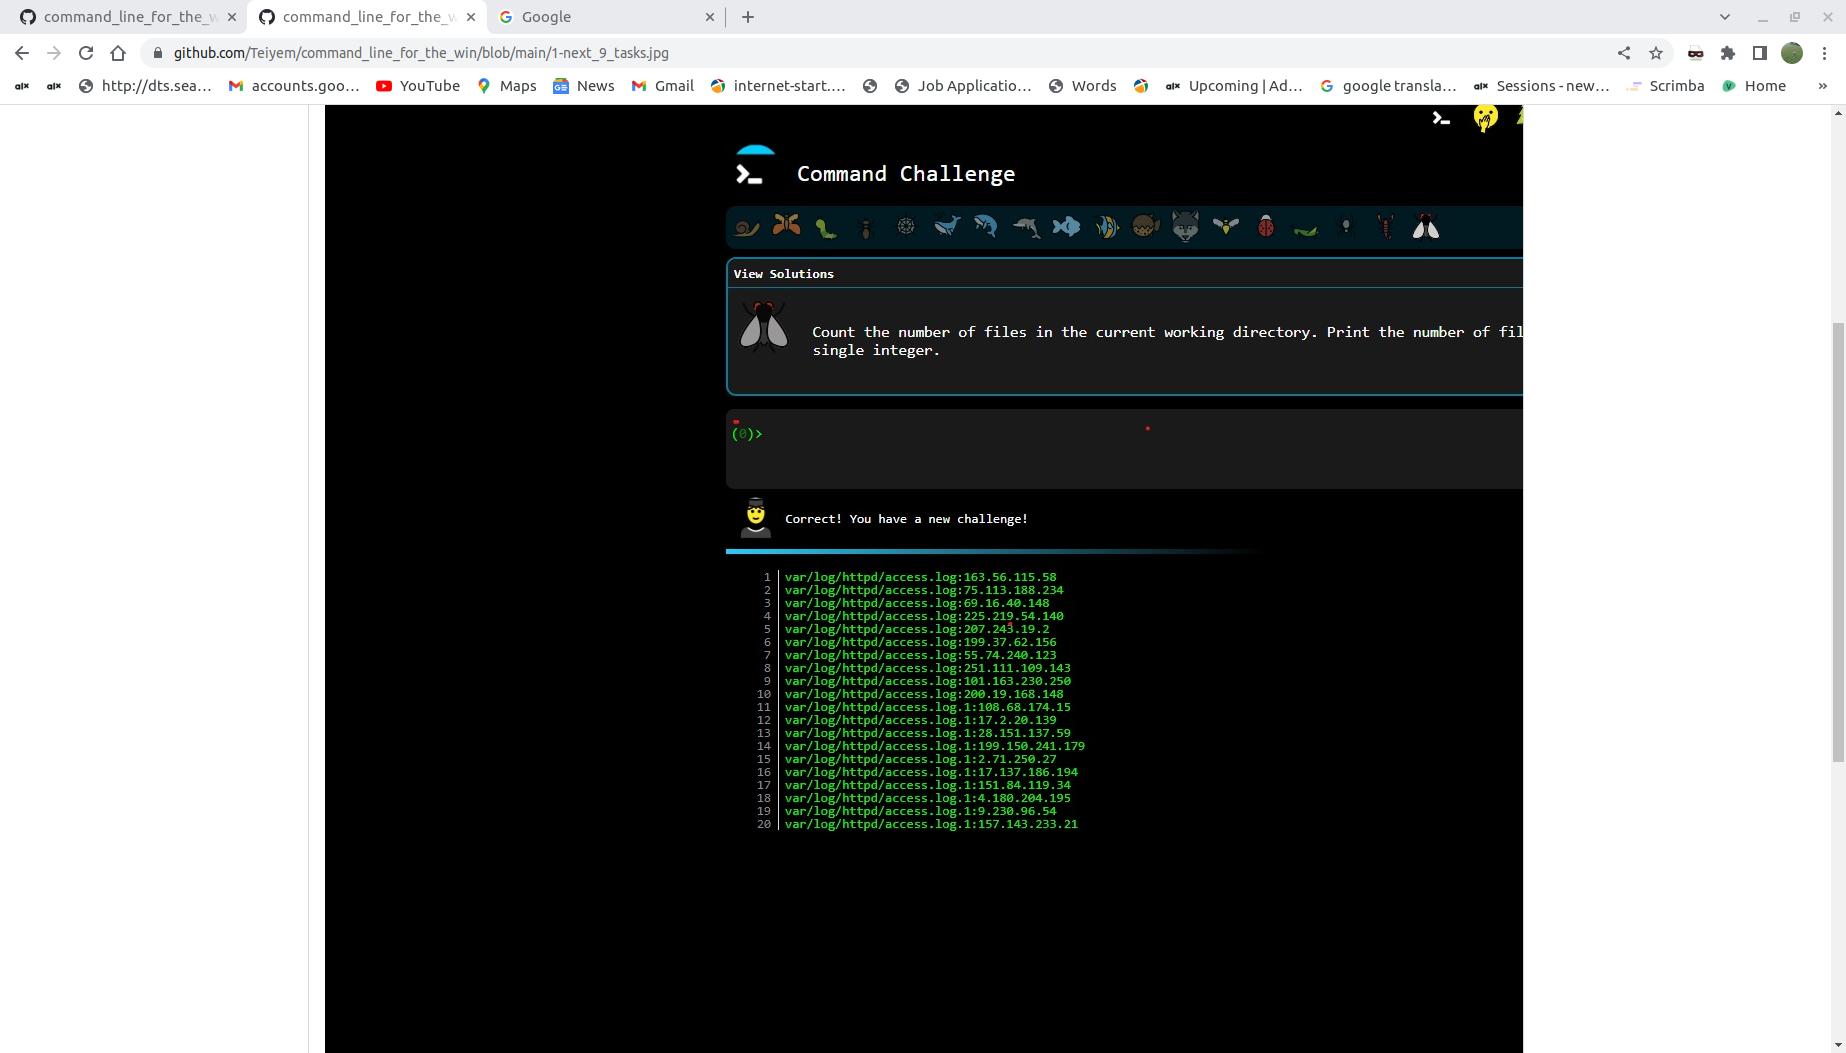 command_line_for_the_w
command_line_for_the_w
Google
github.com/Teiyem/command_line_for_the_win/blob/main/1-next_9_tasks.jpg
alx alx http://dts.sea... accounts.goo... YouTube Maps News Gmail internet-start.... Job Applicatio... Words alx Upcoming | Ad... google transla... alx Sessions - new... Scrimba Home »
Command Challenge
View Solutions
Count the number of files in the current working directory. Print the number of fil
single integer.
(0)>
Correct! You have a new challenge!
1 var/log/httpd/access.log:163.56.115.58
2 var/log/httpd/access.log:75.113.188.234
3 var/log/httpd/access.log:69.16.40.148
4 var/log/httpd/access.log:225.219.54.140
5 var/log/httpd/access.log:207.243.19.2
6 var/log/httpd/access.log:199.37.62.156
7 var/log/httpd/access.log:55.74.240.123
8 var/log/httpd/access.log:251.111.109.143
9 var/log/httpd/access.log:101.163.230.250
10 var/log/httpd/access.log:200.19.168.148
11 var/log/httpd/access.log.1:108.68.174.15
12 var/log/httpd/access.log.1:17.2.20.139
13 var/log/httpd/access.log.1:28.151.137.59
14 var/log/httpd/access.log.1:199.150.241.179
15 var/log/httpd/access.log.1:2.71.250.27
16 var/log/httpd/access.log.1:17.137.186.194
17 var/log/httpd/access.log.1:151.84.119.34
18 var/log/httpd/access.log.1:4.180.204.195
19 var/log/httpd/access.log.1:9.230.96.54
20 var/log/httpd/access.log.1:157.143.233.21